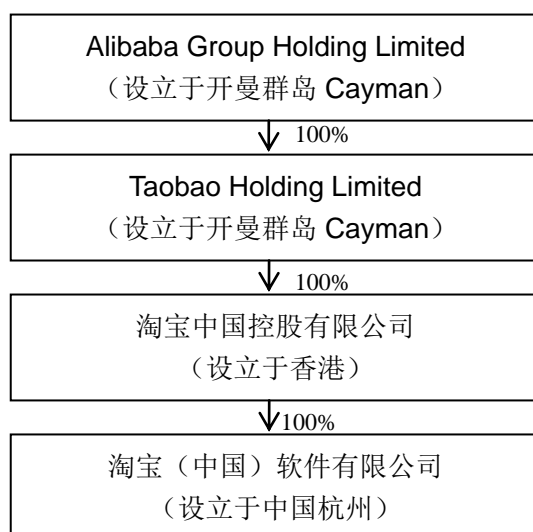 Alibaba Group Holding Limited
（设立于开曼群岛 Cayman）
100%
Taobao Holding Limited
（设立于开曼群岛 Cayman）
100%
淘宝中国控股有限公司
（设立于香港）
100%
淘宝（中国）软件有限公司
（设立于中国杭州）